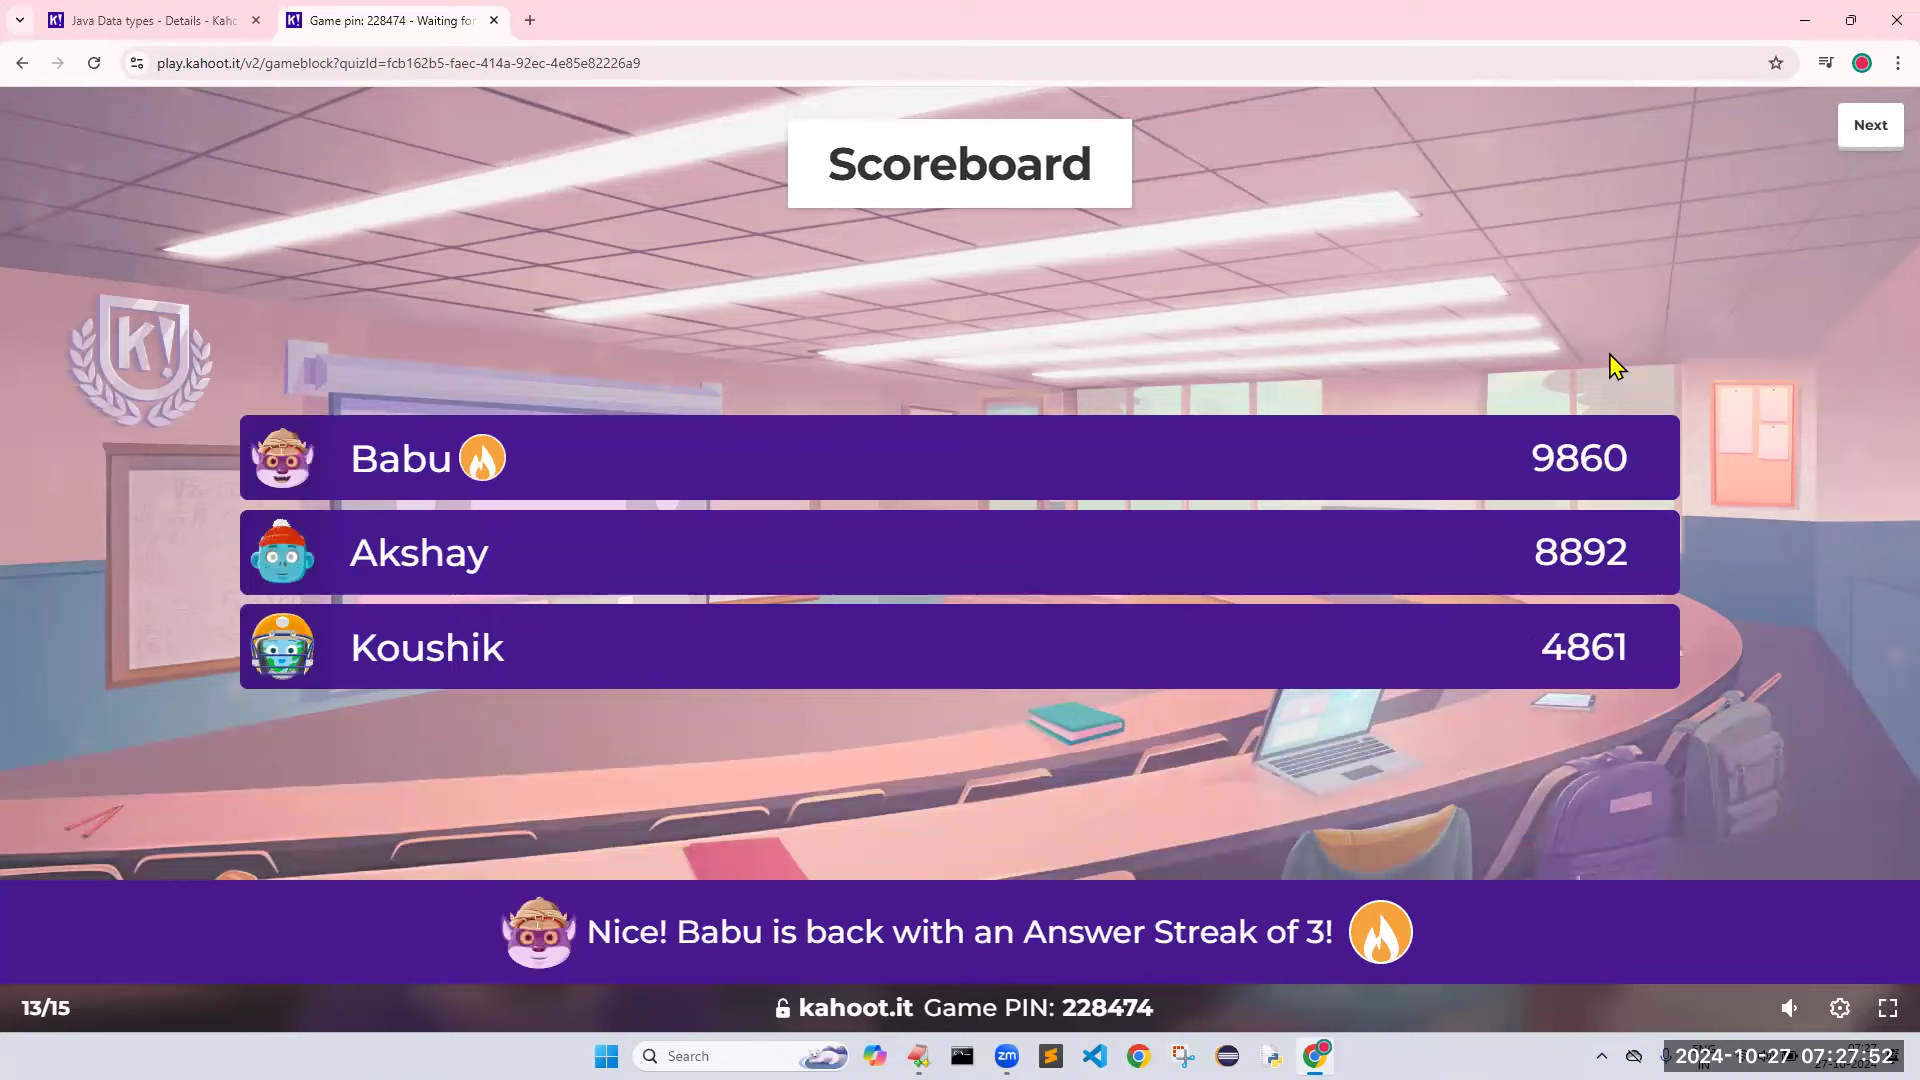 Java Data types - Details - Kaho
Game pin: 228474 - Waiting for
play.kahoot.it/v2/gameblock?quizId=fcb162b5-faec-414a-92ec-4e85e82226a9
Next
Scoreboard
K!
Babu 9860
Akshay 8892
Koushik 4861
Nice! Babu is back with an Answer Streak of 3!
13/15
kahoot.it Game PIN: 228474
Search
2024-10-27 07:27:52